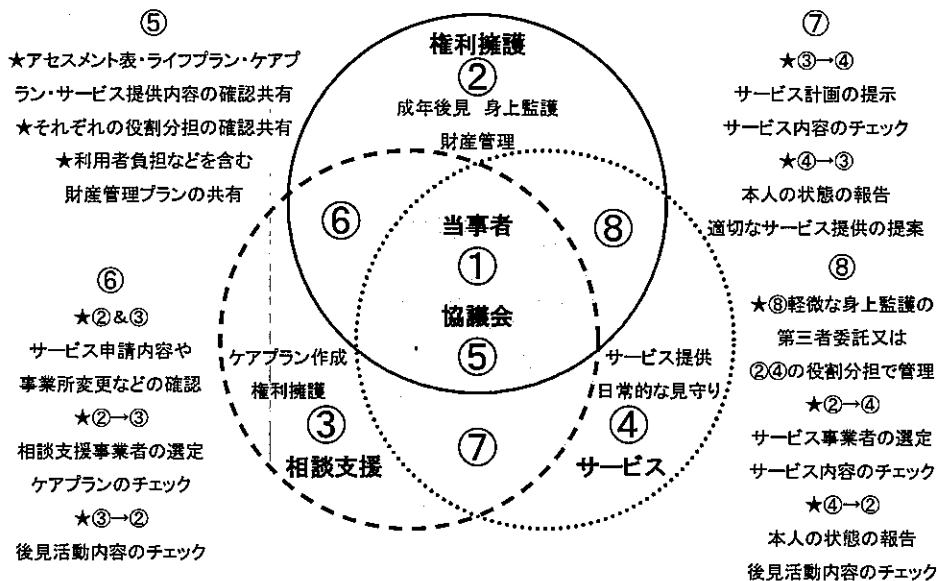 ⑤
★アセスメント表・ライフプラン・ケアプ
ラン・サービス提供内容の確認共有
★それぞれの役割分担の確認共有
★利用者負担などを含む
財産管理プランの共有
⑥
★②&③
サービス申請内容や
事業所変更などの確認
★②→③
相談支援事業者の選定
ケアプランのチェック
★③→②
後見活動内容のチェック
権利擁護
②
成年後見 身上監護
財産管理
⑥
当事者
①
⑧
協議会
⑤
ケアプラン作成
権利擁護
③
相談支援
⑦
サービス提供
日常的な見守り
④
サービス
⑦
★③→④
サービス計画の提示
サービス内容のチェック
★④→③
本人の状態の報告
適切なサービス提供の提案
⑧
★⑧軽微な身上監護の
第三者委託又は
②④の役割分担で管理
★②→④
サービス事業者の選定
サービス内容のチェック
★④→②
本人の状態の報告
後見活動内容のチェック